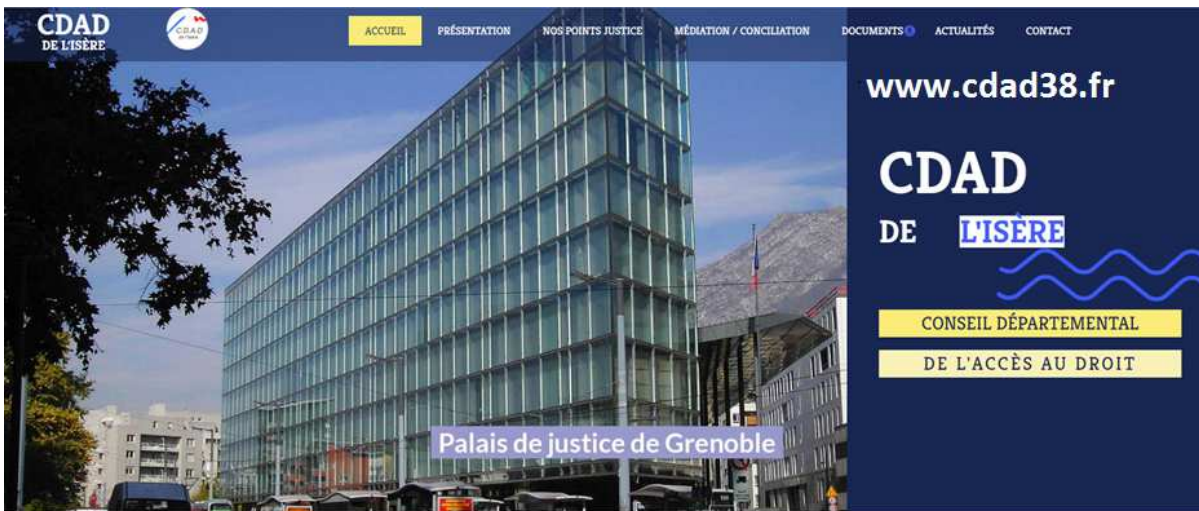 CDAD
DE L'ISÈRE
CDAD
ACCUEIL
PRÉSENTATION
NOS POINTS JUSTICE
MÉDIATION / CONCILIATION
DOCUMENTS
ACTUALITÉS
CONTACT
www.cdad38.fr
CDAD
DE L'ISÈRE
CONSEIL DÉPARTEMENTAL
DE L'ACCÈS AU DROIT
Palais de justice de Grenoble